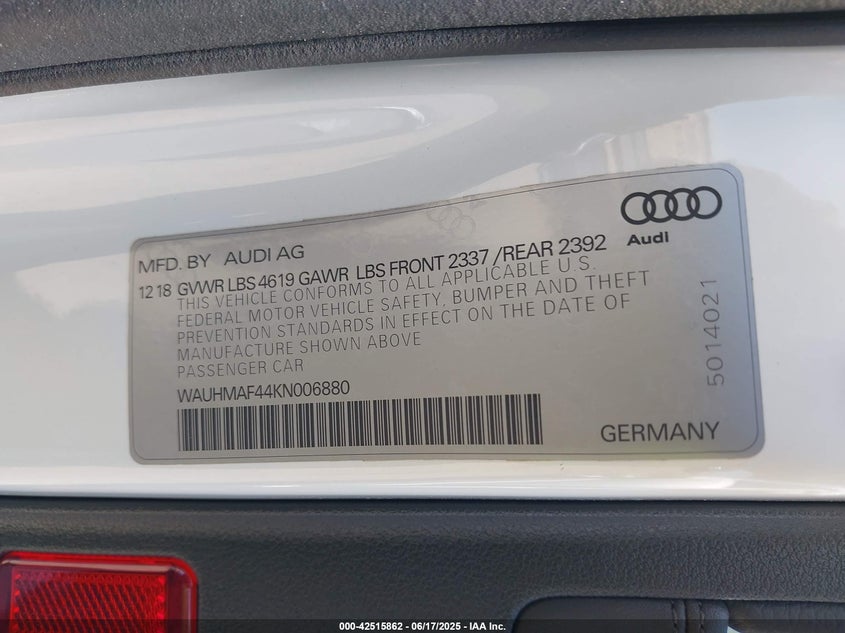 Audi
MFD. BY AUDI AG
12 18 GVWR LBS 4619 GAWR LBS FRONT 2337 /REAR 2392
THIS VEHICLE CONFORMS TO ALL APPLICABLE U.S.
FEDERAL MOTOR VEHICLE SAFETY, BUMPER AND THEFT
PREVENTION STANDARDS IN EFFECT ON THE DATE OF
MANUFACTURE SHOWN ABOVE
PASSENGER CAR
WAUHMAF44KN006880
GERMANY
5014021
000-42515862 - 06/17/2025 - IAA Inc.